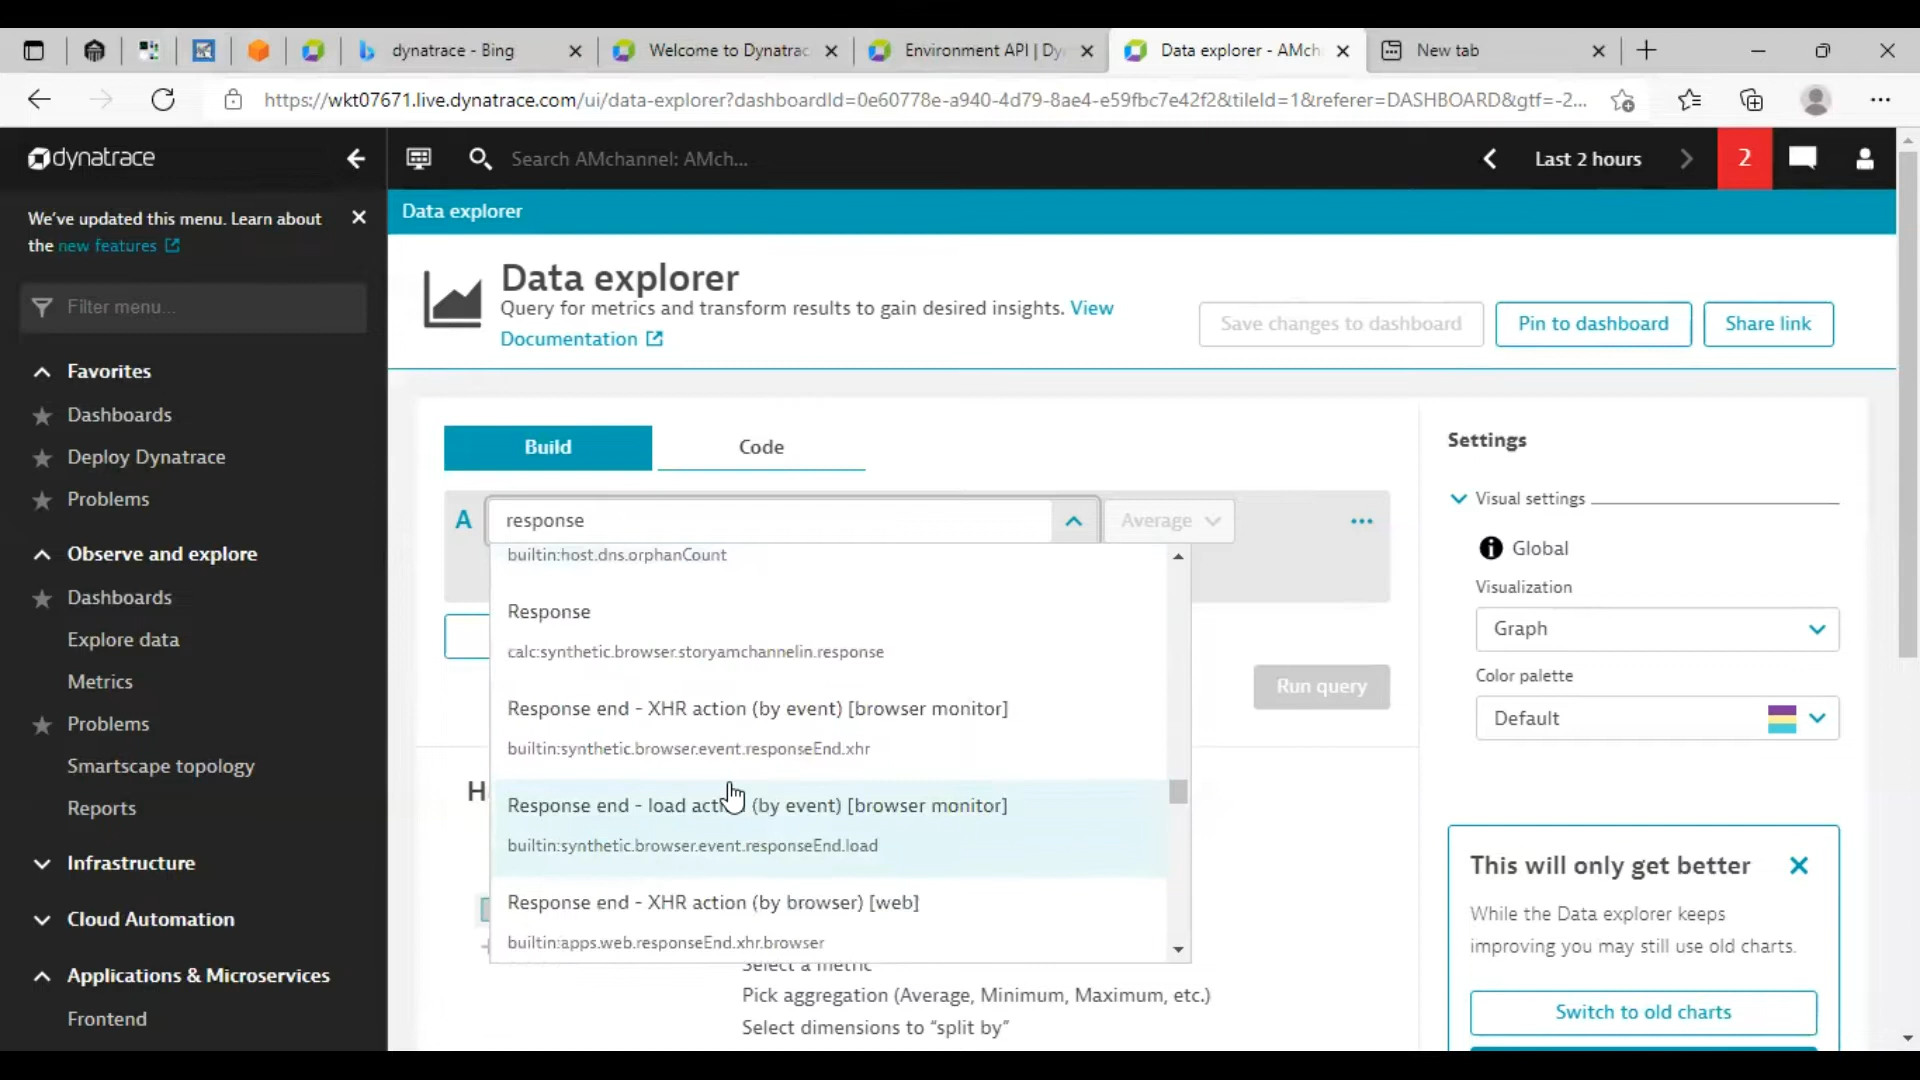 dynatrace - Bing
Welcome to Dynatrac
Environment API | Dy
Data explorer - AMch
New tab
https://wkt07671.live.dynatrace.com/ui/data-explorer?dashboardId=0e60778e-a940-4d79-8ae4-e59fbc7e42f2&tileId=1&referer=DASHBOARD&gtf=-2...
dynatrace
Search AMchannel: AMch...
Last 2 hours
2
We've updated this menu. Learn about
the new features
Filter menu...
Favorites
Dashboards
Deploy Dynatrace
Problems
Observe and explore
Dashboards
Explore data
Metrics
Problems
Smartscape topology
Reports
Infrastructure
Cloud Automation
Applications & Microservices
Frontend
Data explorer
Data explorer
Query for metrics and transform results to gain desired insights. View
Documentation
Save changes to dashboard
Pin to dashboard
Share link
Build
Code
A
response
Average
builtin:host.dns.orphanCount
Response
calc:synthetic.browser.storyamchannelin.response
Response end - XHR action (by event) [browser monitor]
builtin:synthetic.browser.event.responseEnd.xhr
Response end - load (by event) [browser monitor]
builtin:synthetic.browser.event.responseEnd.load
Response end - XHR action (by browser) [web]
builtin:apps.web.responseEnd.xhr.browser
Run query
H
Select a metric
Pick aggregation (Average, Minimum, Maximum, etc.)
Select dimensions to “split by”
Settings
Visual settings
Global
Visualization
Graph
Color palette
Default
This will only get better
While the Data explorer keeps
improving you may still use old charts.
Switch to old charts